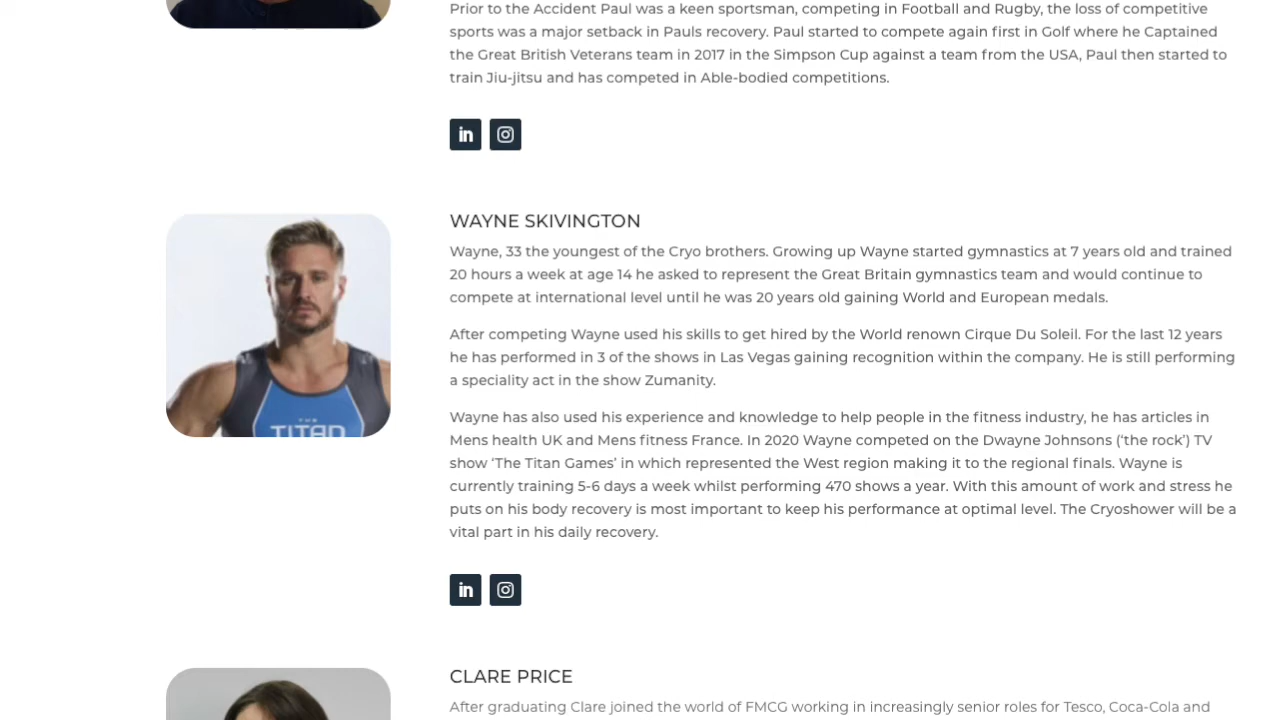 Prior to the Accident Paul was a keen sportsman, competing in Football and Rugby, the loss of competitive
sports was a major setback in Pauls recovery. Paul started to compete again first in Golf where he Captained
the Great British Veterans team in 2017 in the Simpson Cup against a team from the USA, Paul then started to
train Jiu-jitsu and has competed in Able-bodied competitions.
in
WAYNE SKIVINGTON
Wayne, 33 the youngest of the Cryo brothers. Growing up Wayne started gymnastics at 7 years old and trained
20 hours a week at age 14 he asked to represent the Great Britain gymnastics team and would continue to
compete at international level until he was 20 years old gaining World and European medals.
After competing Wayne used his skills to get hired by the World renown Cirque Du Soleil. For the last 12 years
he has performed in 3 of the shows in Las Vegas gaining recognition within the company. He is still performing
a speciality act in the show Zumanity.
Wayne has also used his experience and knowledge to help people in the fitness industry, he has articles in
Mens health UK and Mens fitness France. In 2020 Wayne competed on the Dwayne Johnsons (‘the rock’) TV
show ‘The Titan Games’ in which represented the West region making it to the regional finals. Wayne is
currently training 5-6 days a week whilst performing 470 shows a year. With this amount of work and stress he
puts on his body recovery is most important to keep his performance at optimal level. The Cryoshower will be a
vital part in his daily recovery.
THE
TITAN
in
CLARE PRICE
After graduating Clare joined the world of FMCG working in increasingly senior roles for Tesco, Coca-Cola and